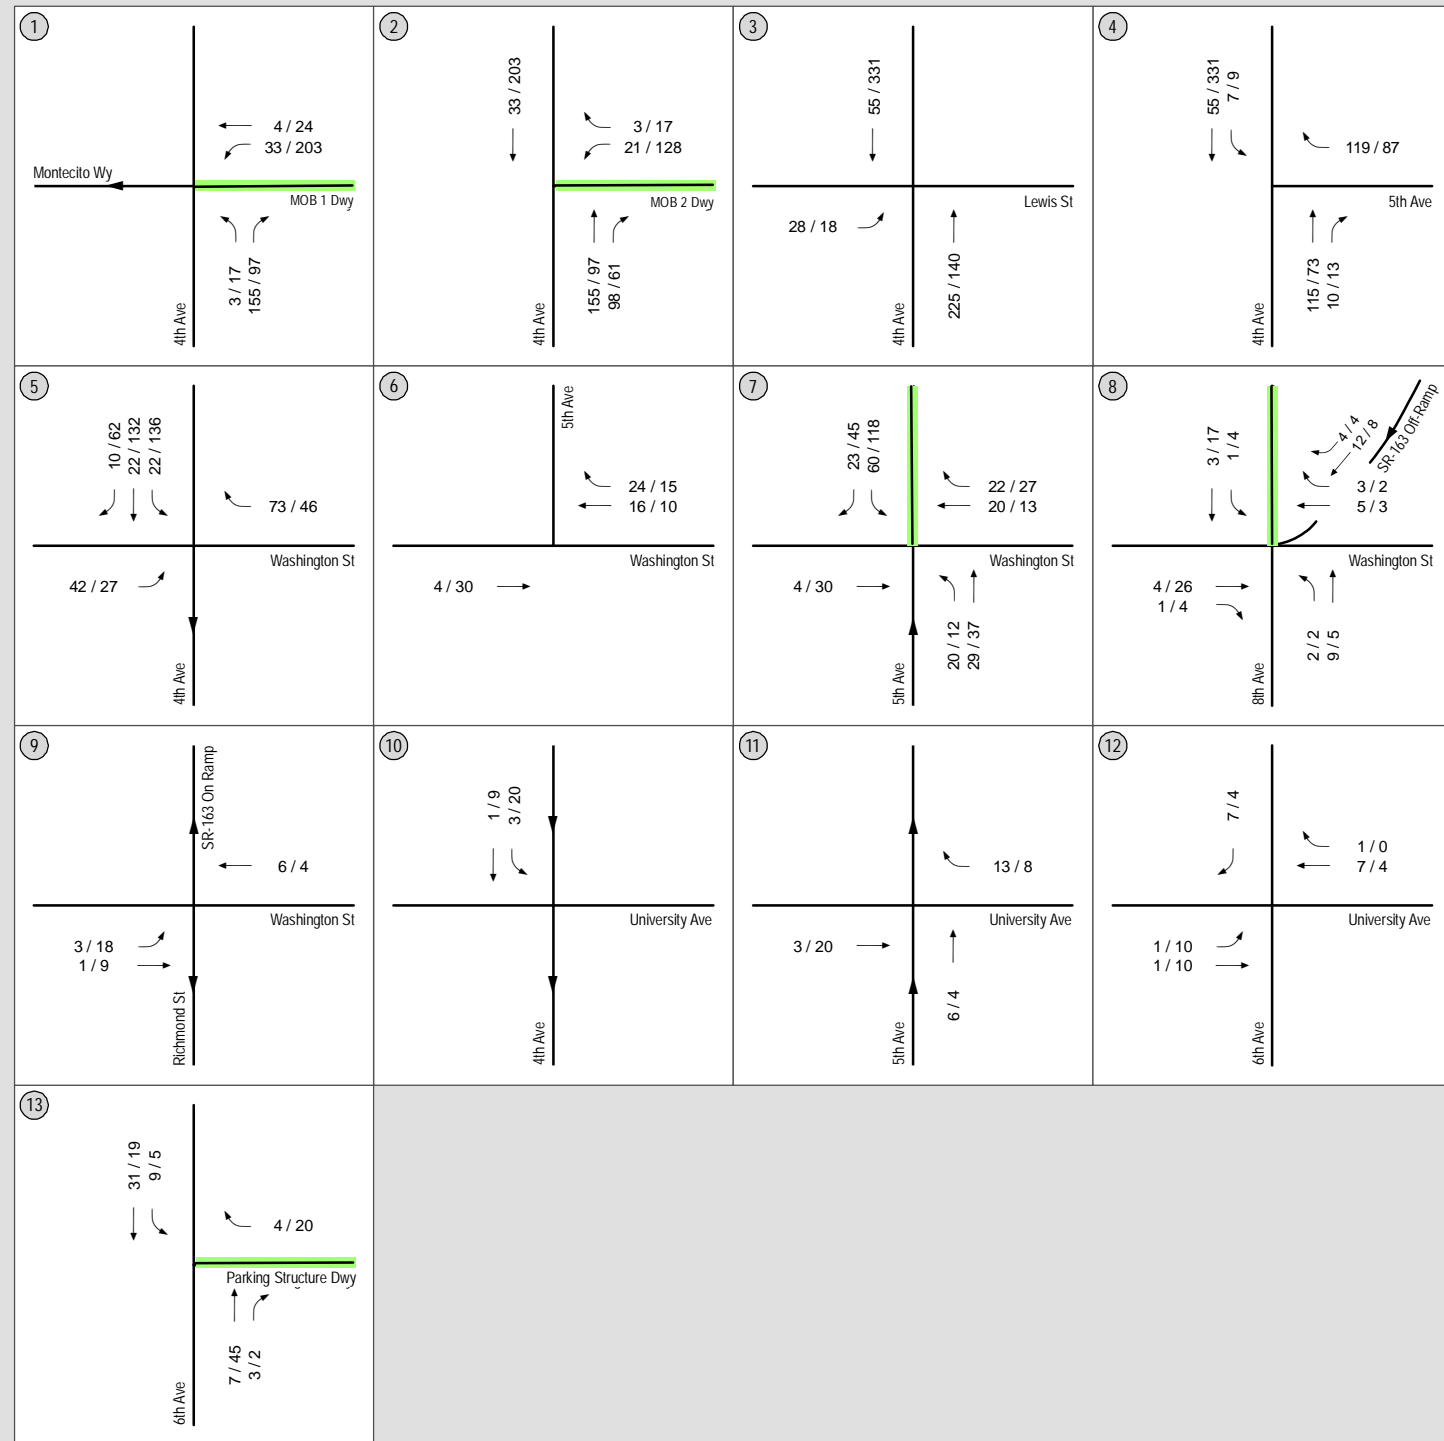 1
4 / 24
33 / 203
Montecito Wy
MOB 1 Dwy
3 / 17
155 / 97
4th Ave
2
33 / 203
3 / 17
21 / 128
MOB 2 Dwy
155 / 97
98 / 61
4th Ave
3
55 / 331
Lewis St
28 / 18
225 / 140
4th Ave
4
55 / 331
7 / 9
119 / 87
5th Ave
115 / 73
10 / 13
4th Ave
5
10 / 62
22 / 132
22 / 136
73 / 46
Washington St
42 / 27
4th Ave
6
5th Ave
24 / 15
16 / 10
Washington St
4 / 30
7
23 / 45
60 / 118
22 / 27
20 / 13
Washington St
4 / 30
20 / 12
29 / 37
5th Ave
8
3 / 17
1 / 4
4 / 4
12 / 8
SR-163 Off-Ramp
3 / 2
5 / 3
Washington St
4 / 26
1 / 4
2 / 2
9 / 5
8th Ave
9
SR-163 On Ramp
6 / 4
Washington St
3 / 18
1 / 9
Richmond St
10
1 / 9
3 / 20
University Ave
4th Ave
11
13 / 8
University Ave
3 / 20
6 / 4
5th Ave
12
7 / 4
1 / 0
7 / 4
University Ave
1 / 10
1 / 10
6th Ave
13
31 / 19
9 / 5
4 / 20
Parking Structure Dwy
7 / 45
3 / 2
6th Ave